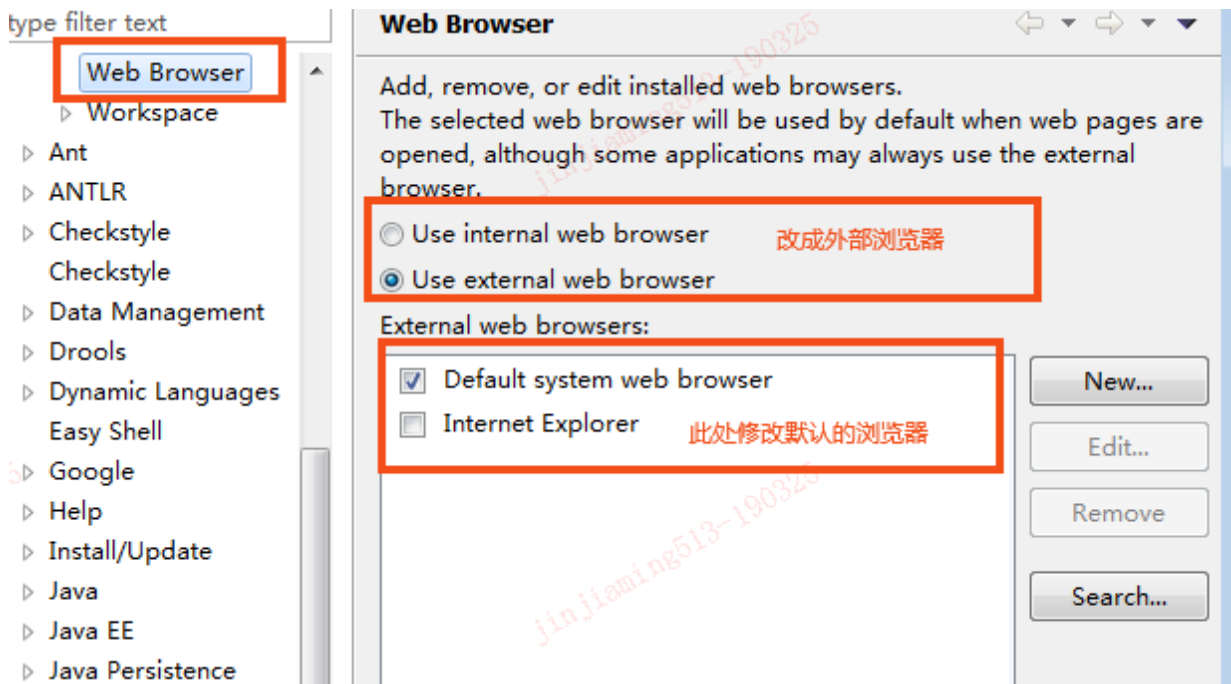 type filter text
Web Browser
Workspace
Ant
ANTLR
Checkstyle
Checkstyle
Data Management
Drools
Dynamic Languages
Easy Shell
Google
Help
Install/Update
Java
Java EE
Java Persistence
Web Browser
Add, remove, or edit installed web browsers.
The selected web browser will be used by default when web pages are
opened, although some applications may always use the external
browser.
Use internal web browser
改成外部浏览器
Use external web browser
External web browsers:
Default system web browser
Internet Explorer
此处修改默认的浏览器
New...
Edit...
Remove
Search...
jinjiaming513-190325
jinjiaming513-190325